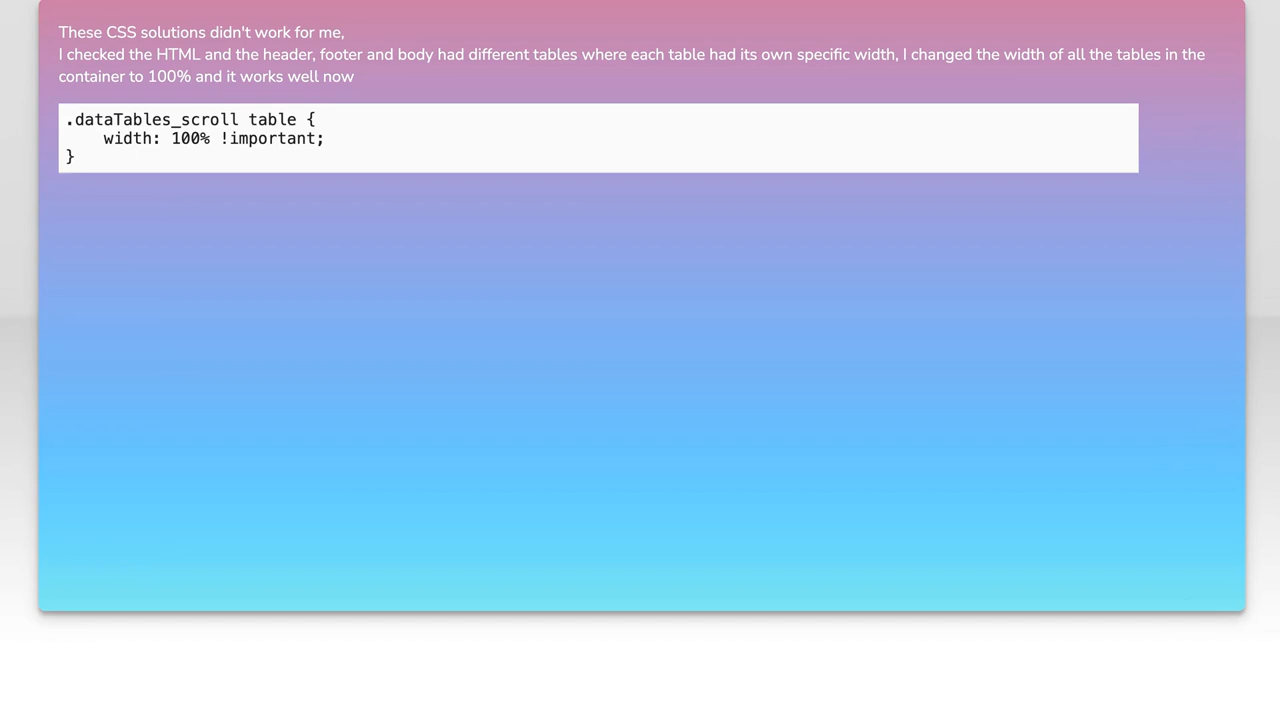 These CSS solutions didn't work for me,
I checked the HTML and the header, footer and body had different tables where each table had its own specific width, I changed the width of all the tables in the
container to 100% and it works well now
.dataTables_scroll table {
    width: 100% !important;
}